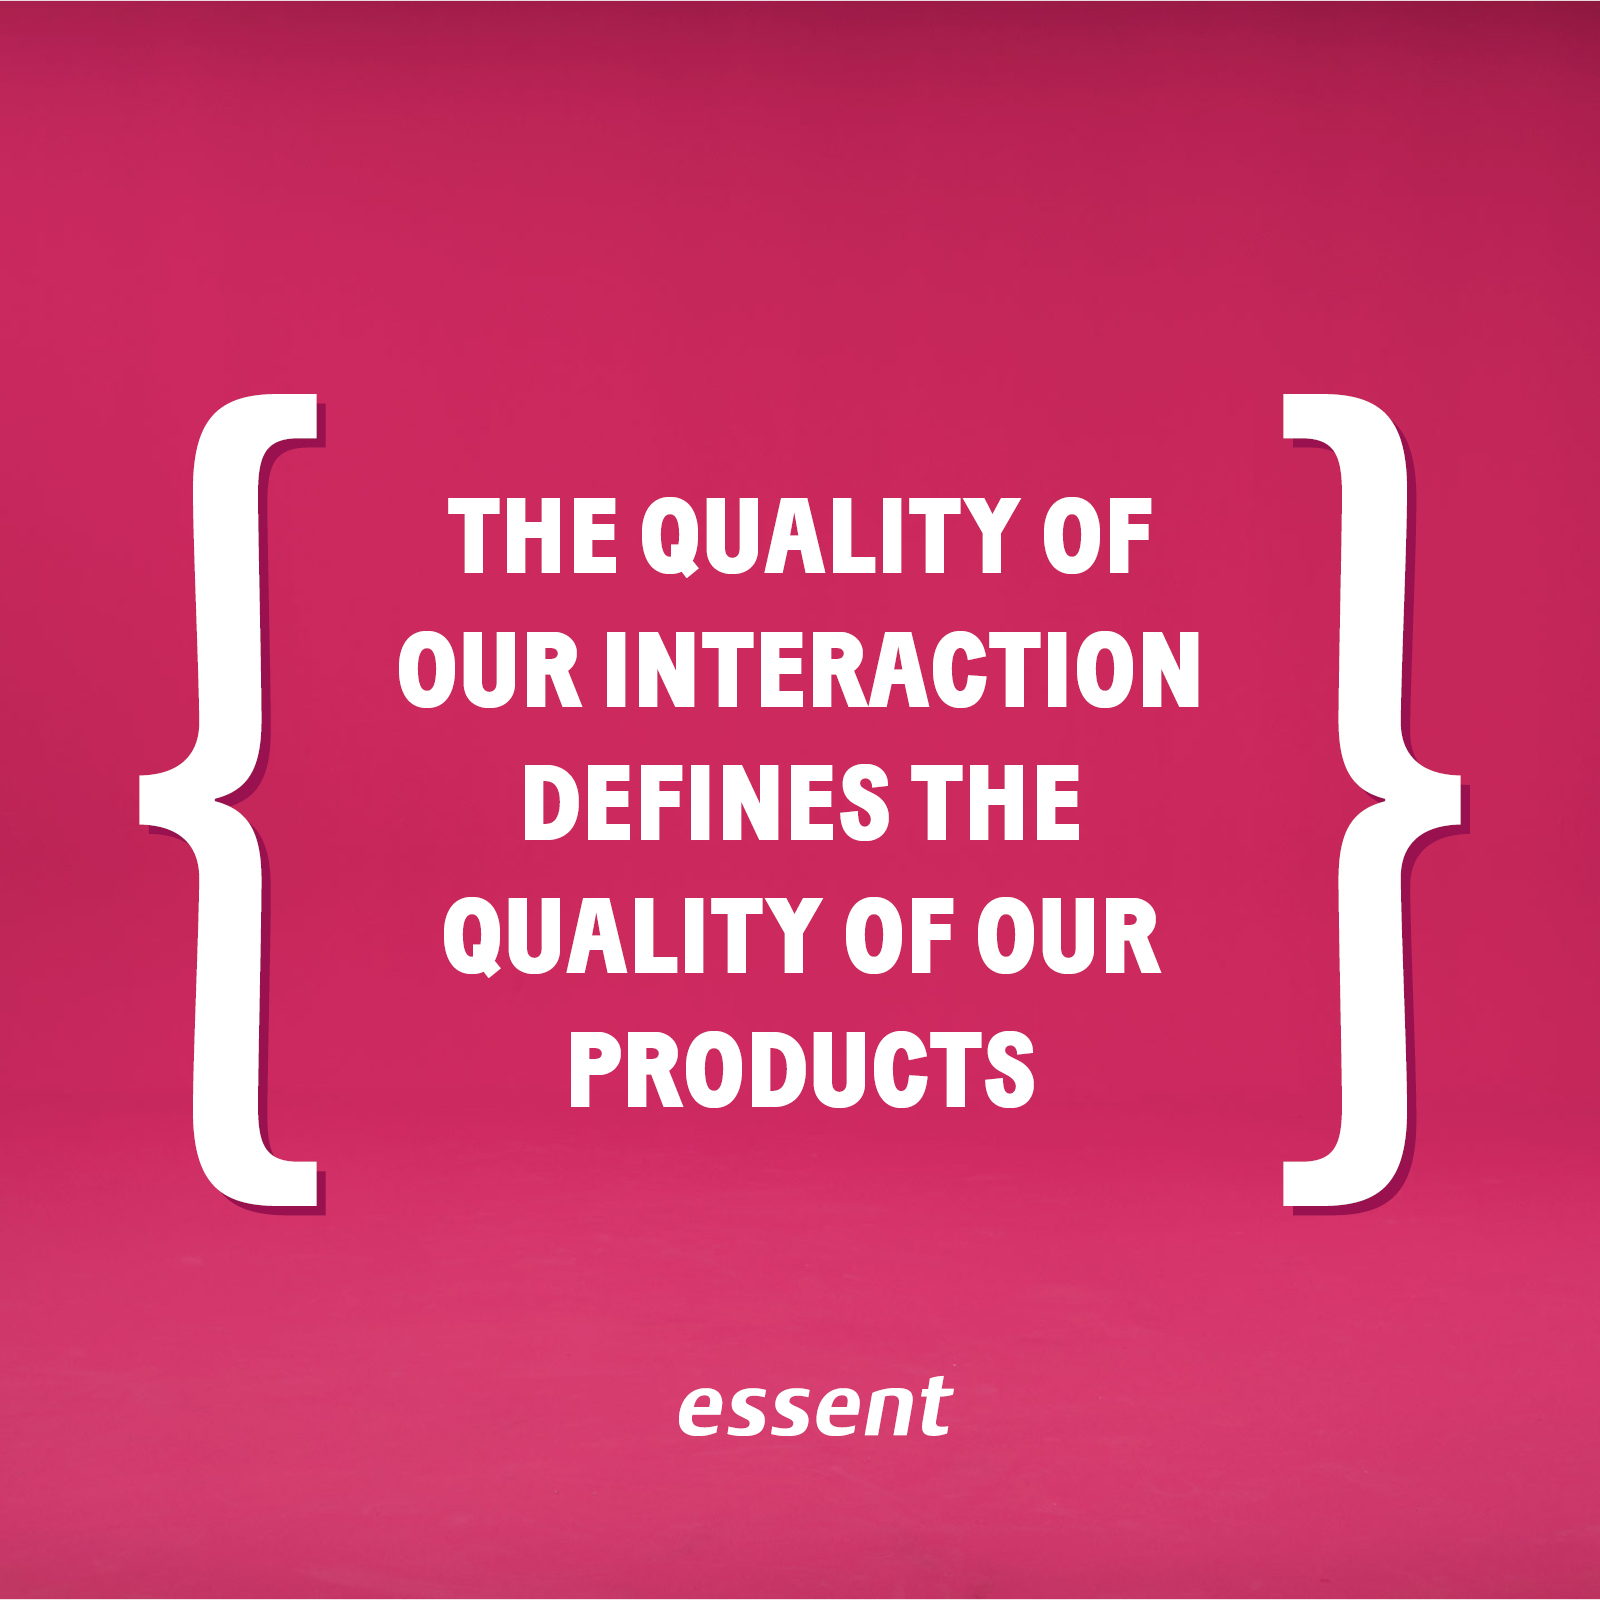 THE QUALITY OF
OUR INTERACTION
DEFINES THE
QUALITY OF OUR
PRODUCTS
essent